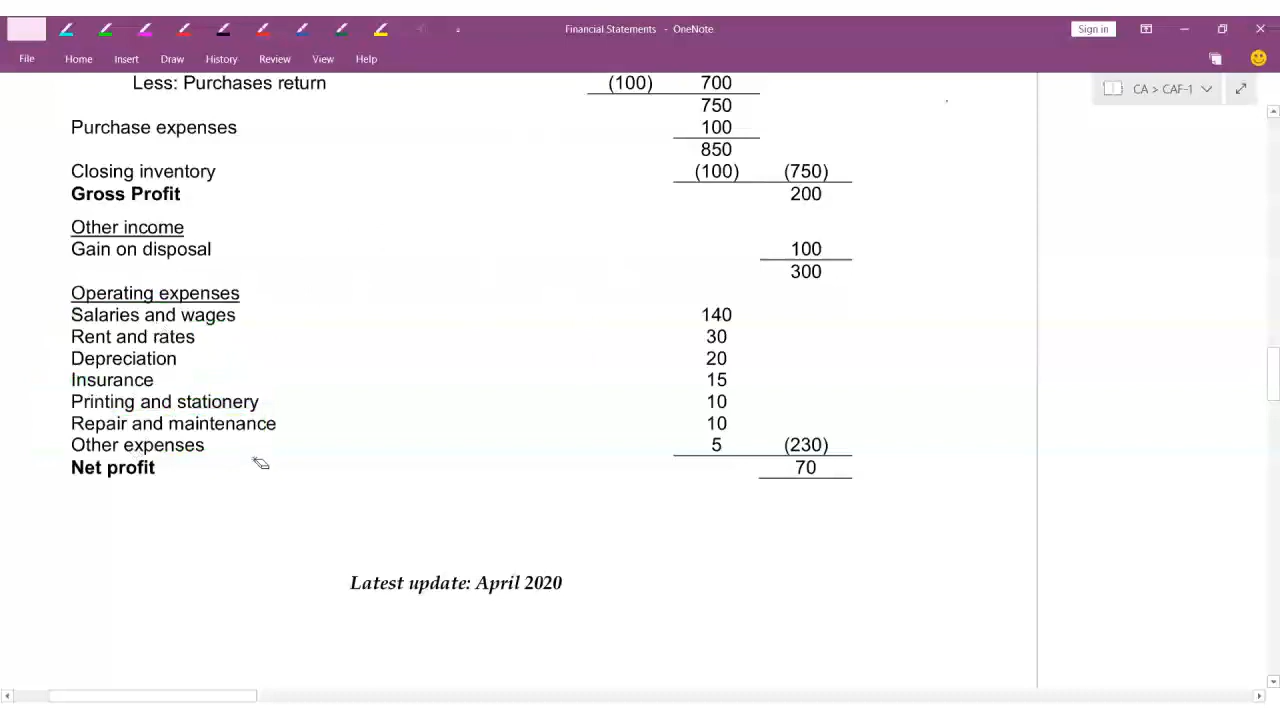 Financial Statements - OneNote
Sign in
File Home Insert Draw History Review View Help
CA > CAF-1
Less: Purchases return (100) 700
750
Purchase expenses 100
850
Closing inventory (100) (750)
Gross Profit 200
Other income
Gain on disposal 100
300
Operating expenses
Salaries and wages 140
Rent and rates 30
Depreciation 20
Insurance 15
Printing and stationery 10
Repair and maintenance 10
Other expenses 5 (230)
Net profit 70
Latest update: April 2020